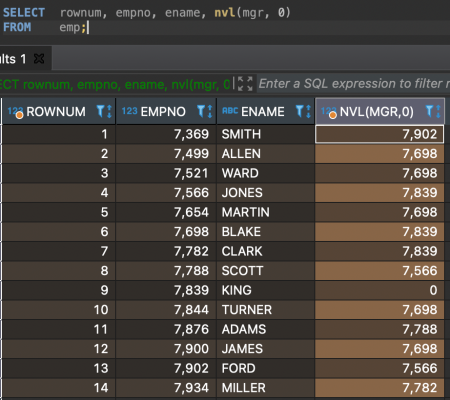 SELECT rownum, empno, ename, nvl(mgr, 0)
FROM emp;
ults 1
CT rownum, empno, ename, nvl(mgr, 0 Enter a SQL expression to filter r
123 ROWNUM 123 EMPNO ABC ENAME 123 NVL(MGR,0)
1 7,369 SMITH 7,902
2 7,499 ALLEN 7,698
3 7,521 WARD 7,698
4 7,566 JONES 7,839
5 7,654 MARTIN 7,698
6 7,698 BLAKE 7,839
7 7,782 CLARK 7,839
8 7,788 SCOTT 7,566
9 7,839 KING 0
10 7,844 TURNER 7,698
11 7,876 ADAMS 7,788
12 7,900 JAMES 7,698
13 7,902 FORD 7,566
14 7,934 MILLER 7,782